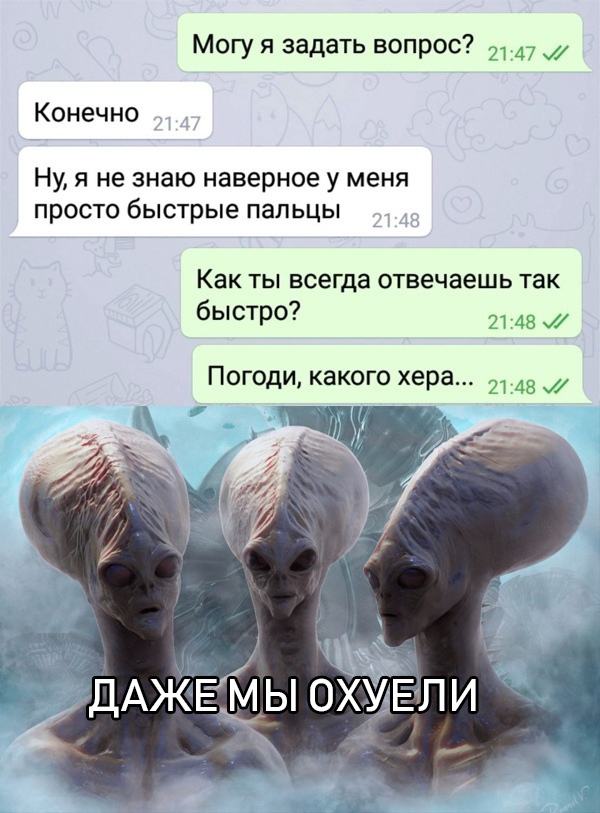 Могу я задать вопрос? 21:47
Конечно 21:47
Ну, я не знаю наверное у меня
просто быстрые пальцы 21:48
Как ты всегда отвечаешь так
быстро? 21:48
Погоди, какого хера... 21:48
ДАЖЕ МЫ ОХУЕЛИ